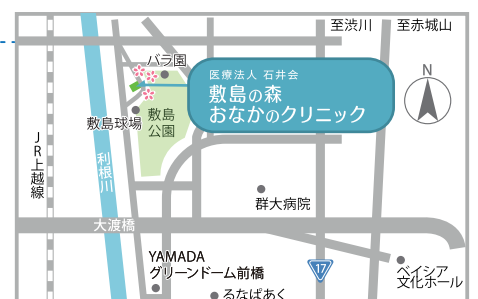 至渋川
至赤城山
バラ園
医療法人 石井会
敷島の森
おなかのクリニック
N
敷島
公園
敷島球場
JR上越線
利根川
群大病院
大渡橋
YAMADA
グリーンドーム前橋
17
ベイシア
文化ホール
るなぱあく